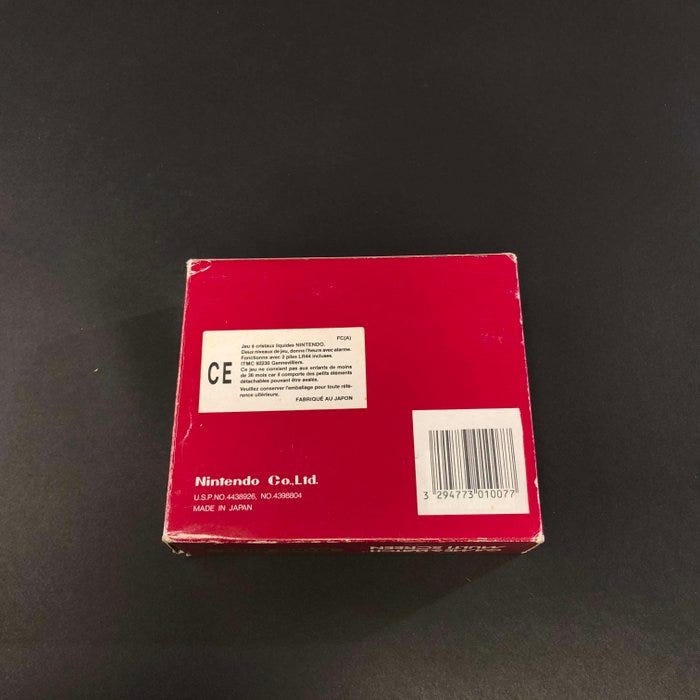 FC(A)
Jeu à cristaux liquides NINTENDO.
Deux niveaux de jeu, donne l'heure avec alarme.
Fonctionne avec 2 piles LR44 incluses.
ITMC 92230 Gennevilliers.
CE
Ce jeu ne convient pas aux enfants de moins
de 36 mois car il comporte des petits éléments
détachables pouvant être avalés.
Veuillez conserver l'emballage pour toute réfé-
rence ultérieure.
FABRIQUÉ AU JAPON
Nintendo Co.,Ltd.
U.S.P.NO.4438926, NO.4398804
MADE IN JAPAN
3 294773 010077
MULTI SCREEN